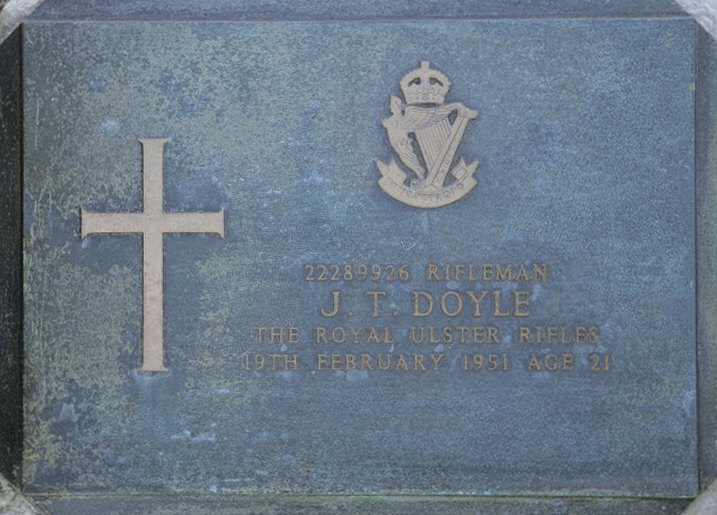 22289926 RIFLEMAN
J. T. DOYLE
THE ROYAL ULSTER RIFLES
19TH FEBRUARY 1951 AGE 21